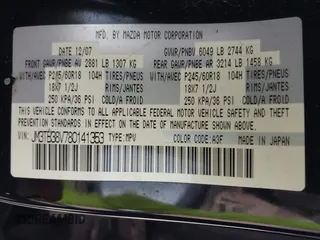 MFD. BY MAZDA MOTOR CORPORATION
DATE 12/07 GVWR/PNBV 6049 LB 2744 KG
FRONT GAWR/PNBE AV 2881 LB 1307 KG REAR GAWR/PNBE AR 3214 LB 1458 KG
WITH/AVEC P245/60R18 104H TIRES/PNEUS WITH/AVEC P245/60R18 104H TIRES/PNEUS
18X7 1/2J RIMS/JANTES 18X7 1/2J RIMS/JANTES
250 KPA/36 PSI COLD/A FROID 250 KPA/36 PSI COLD/A FROID
THIS VEHICLE CONFORMS TO ALL APPLICABLE FEDERAL MOTOR VEHICLE SAFETY, BUMPER, AND THEFT PREVENTION STANDARDS IN EFFECT ON THE DATE OF MANUFACTURE SHOWN ABOVE.
VIN: JM3TB38V780141353 TYPE: MPV COLOR CODE: A3F MADE IN JAPAN